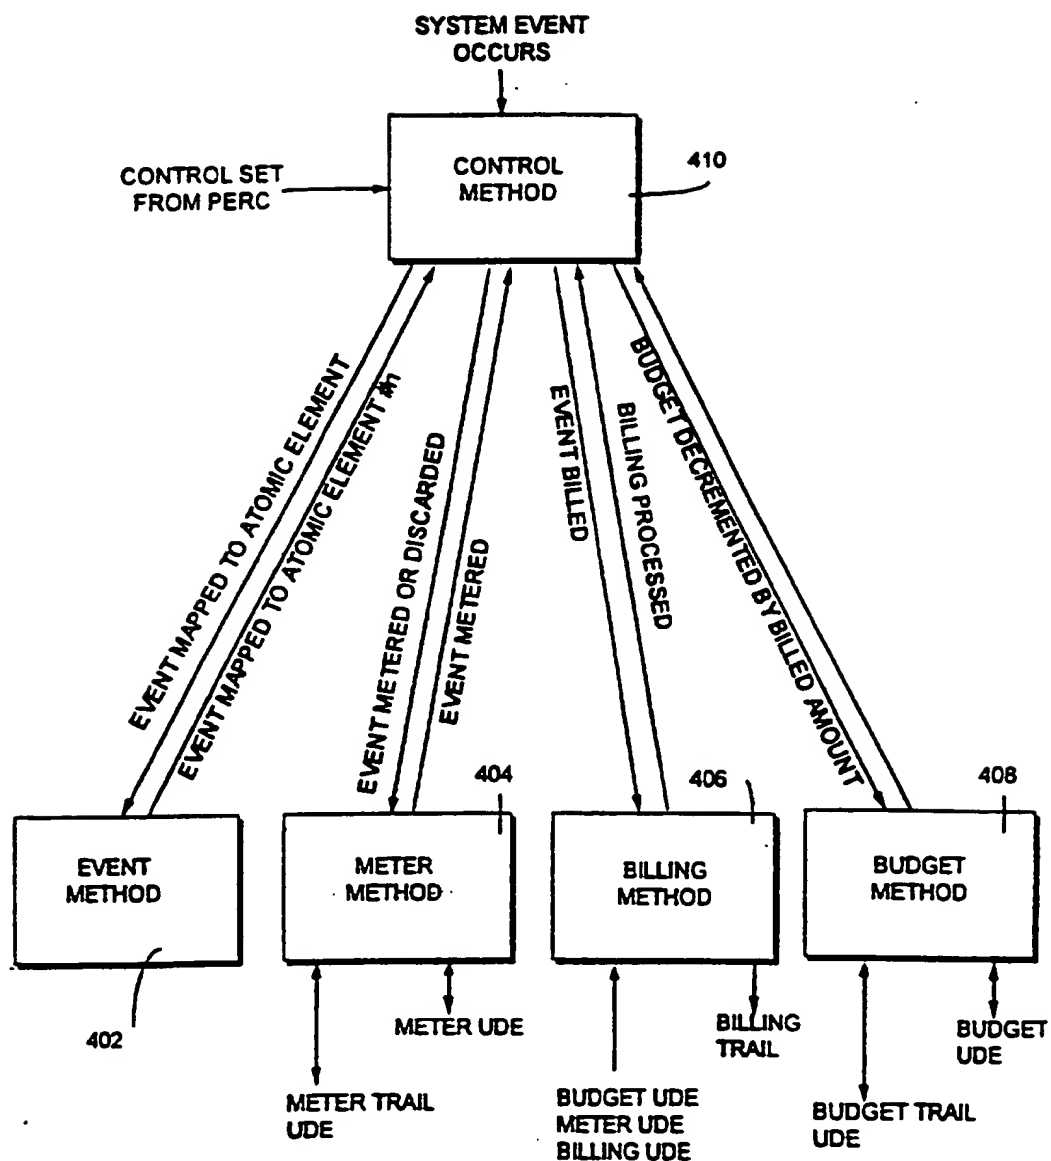 SYSTEM EVENT
OCCURS
CONTROL
METHOD
410
CONTROL SET
FROM PERC
EVENT MAPPED TO ATOMIC ELEMENT
EVENT MAPPED TO ATOMIC ELEMENT #n
EVENT METERED OR DISCARDED
EVENT METERED
EVENT BILLED
BILLING PROCESSED
BUDGET DECREMENTED BY BILLED AMOUNT
404
406
408
EVENT
METHOD
METER
METHOD
BILLING
METHOD
BUDGET
METHOD
402
METER UDE
METER TRAIL
UDE
BUDGET UDE
METER UDE
BILLING UDE
BILLING
TRAIL
BUDGET
UDE
BUDGET TRAIL
UDE